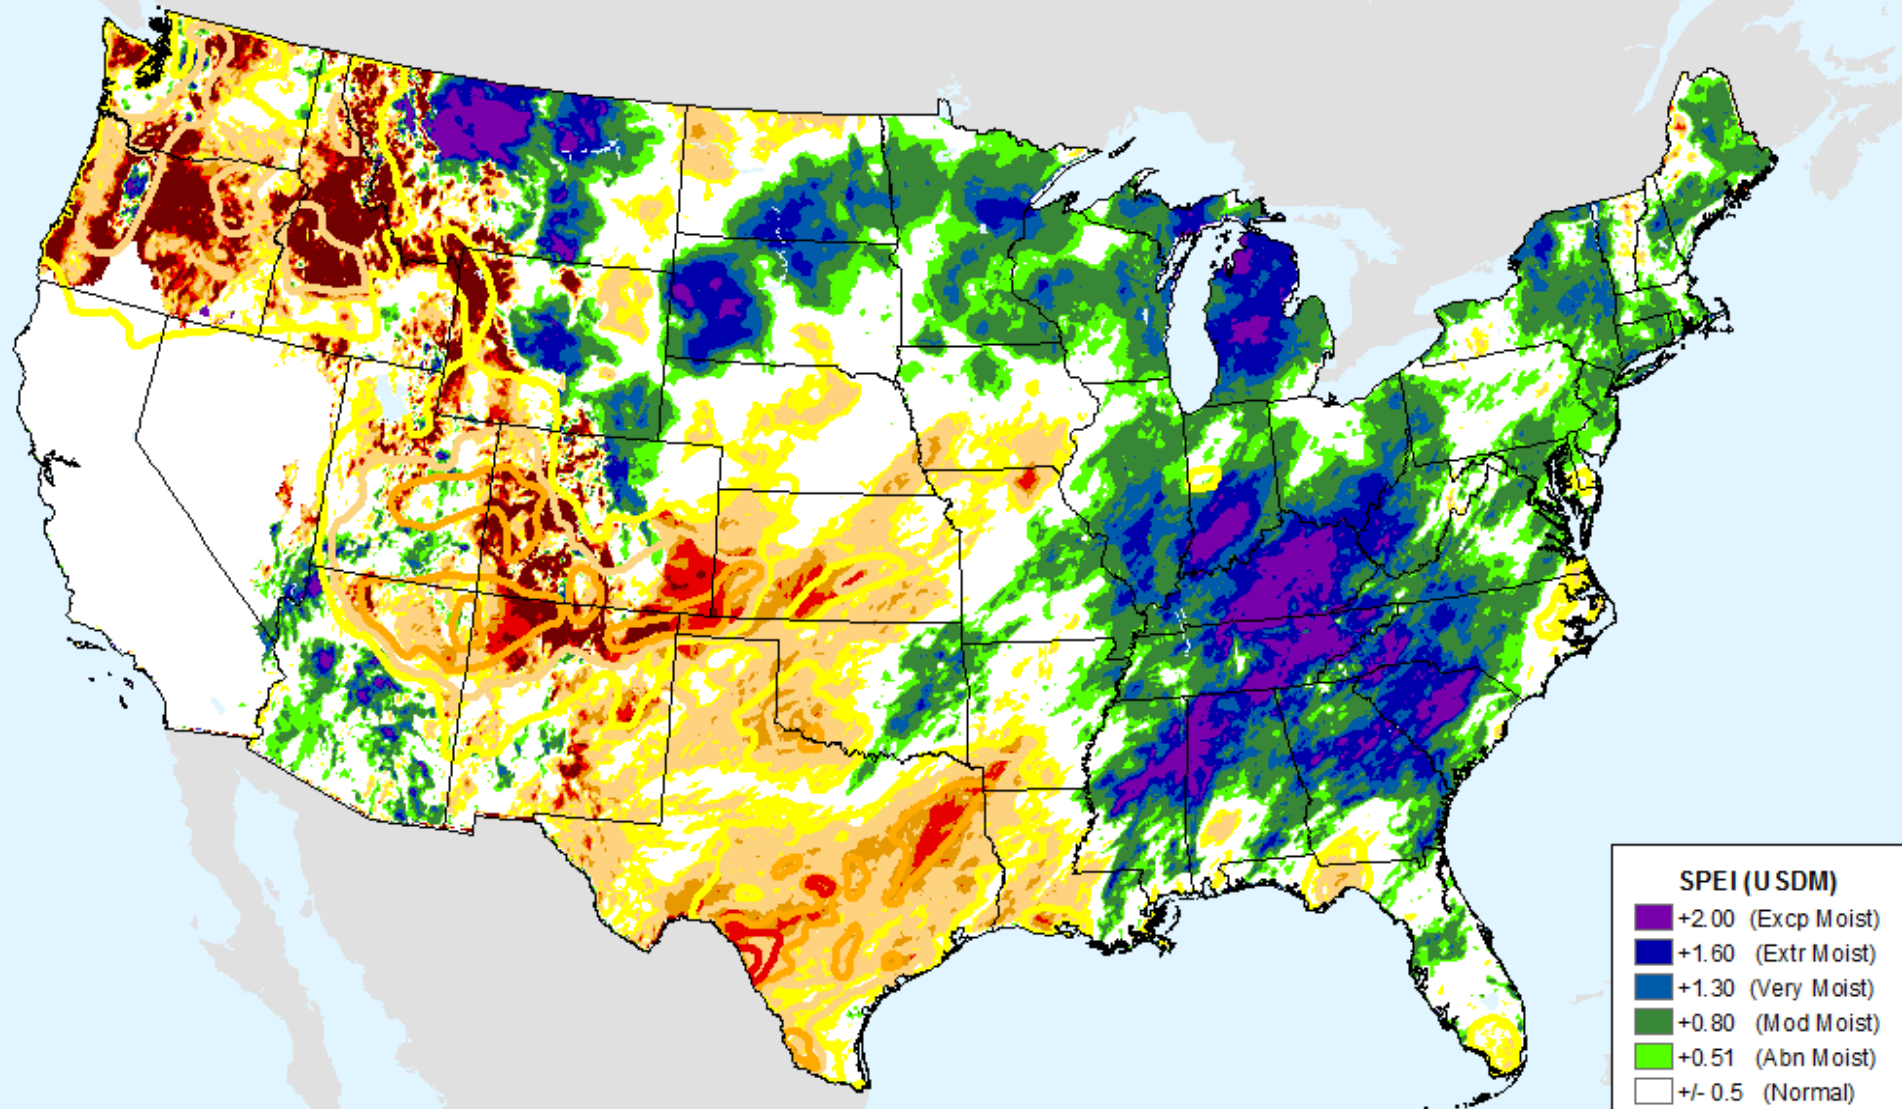 SPEI (USDM)
+2.00 (Excp Moist)
+1.60 (Extr Moist)
+1.30 (Very Moist)
+0.80 (Mod Moist)
+0.51 (Abn Moist)
+/- 0.5 (Normal)